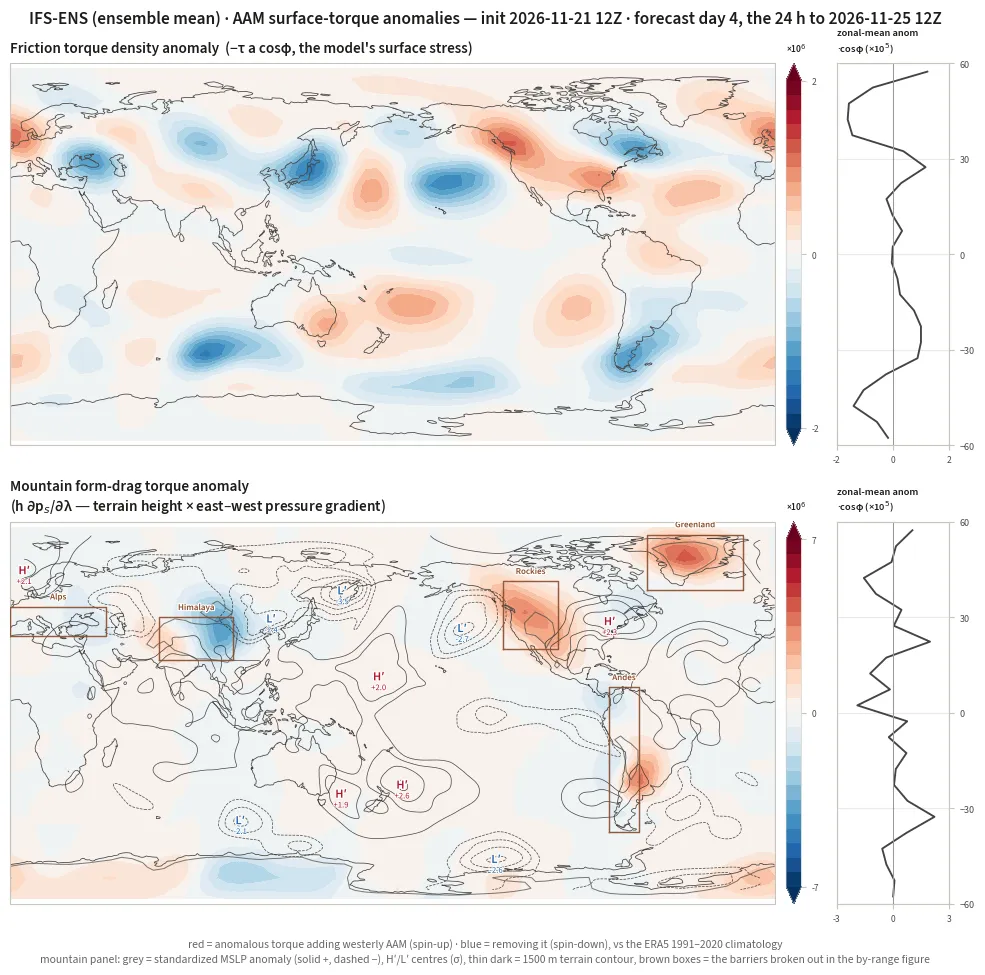 IFS-ENS (ensemble mean) · AAM surface-torque anomalies — init 2026-11-21 12Z · forecast day 4, the 24 h to 2026-11-25 12Z
Friction torque density anomaly (−τ a cosφ, the model's surface stress)
×10⁶
2
0
-2
zonal-mean anom
·cosφ (×10⁵)
60
30
0
−30
−60
-2
0
2
Mountain form-drag torque anomaly
(h ∂pₛ/∂λ — terrain height × east–west pressure gradient)
×10⁶
7
0
-7
zonal-mean anom
·cosφ (×10⁵)
60
30
0
−30
−60
-3
0
3
Greenland
Rockies
Alps
Himalaya
Andes
H′
+2.1
L′
L′
L′
−2.7
H′
H′
+2.0
H′
+1.9
H′
+2.6
L′
−2.1
L′
−2.6
red = anomalous torque adding westerly AAM (spin-up) · blue = removing it (spin-down), vs the ERA5 1991–2020 climatology
mountain panel: grey = standardized MSLP anomaly (solid +, dashed −), H′/L′ centres (σ), thin dark = 1500 m terrain contour, brown boxes = the barriers broken out in the by-range figure